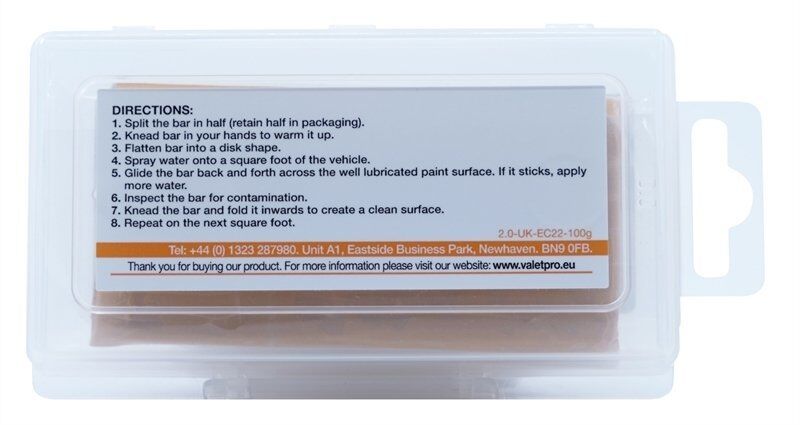 DIRECTIONS:
1. Split the bar in half (retain half in packaging).
2. Knead bar in your hands to warm it up.
3. Flatten bar into a disk shape.
4. Spray water onto a square foot of the vehicle.
5. Glide the bar back and forth across the well lubricated paint surface. If it sticks, apply
more water.
6. Inspect the bar for contamination.
7. Knead the bar and fold it inwards to create a clean surface.
8. Repeat on the next square foot.
2.0-UK-EC22-100g
Tel: +44 (0) 1323 287980. Unit A1, Eastside Business Park, Newhaven. BN9 0FB.
Thank you for buying our product. For more information please visit our website: www.valetpro.eu